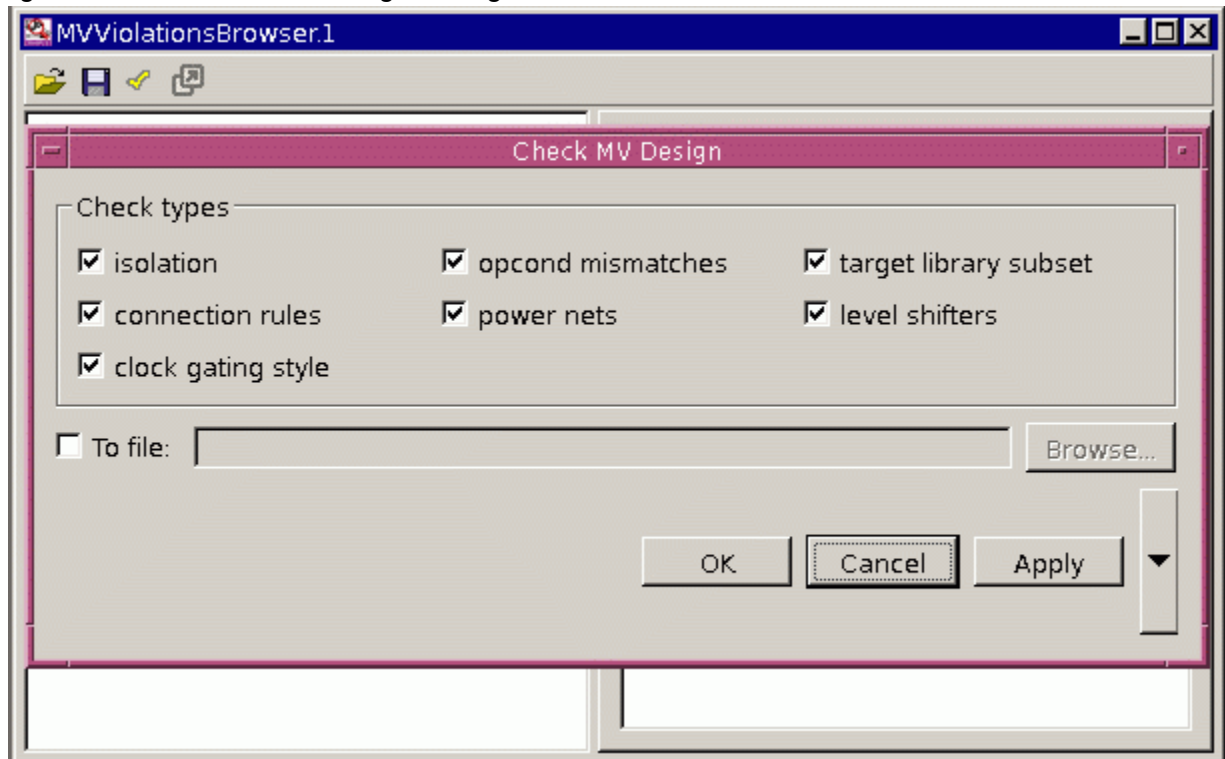 MVViolationsBrowser.1
Check MV Design
Check types
isolation opcond mismatches target library subset
connection rules power nets level shifters
clock gating style
To file: Browse...
OK Cancel Apply